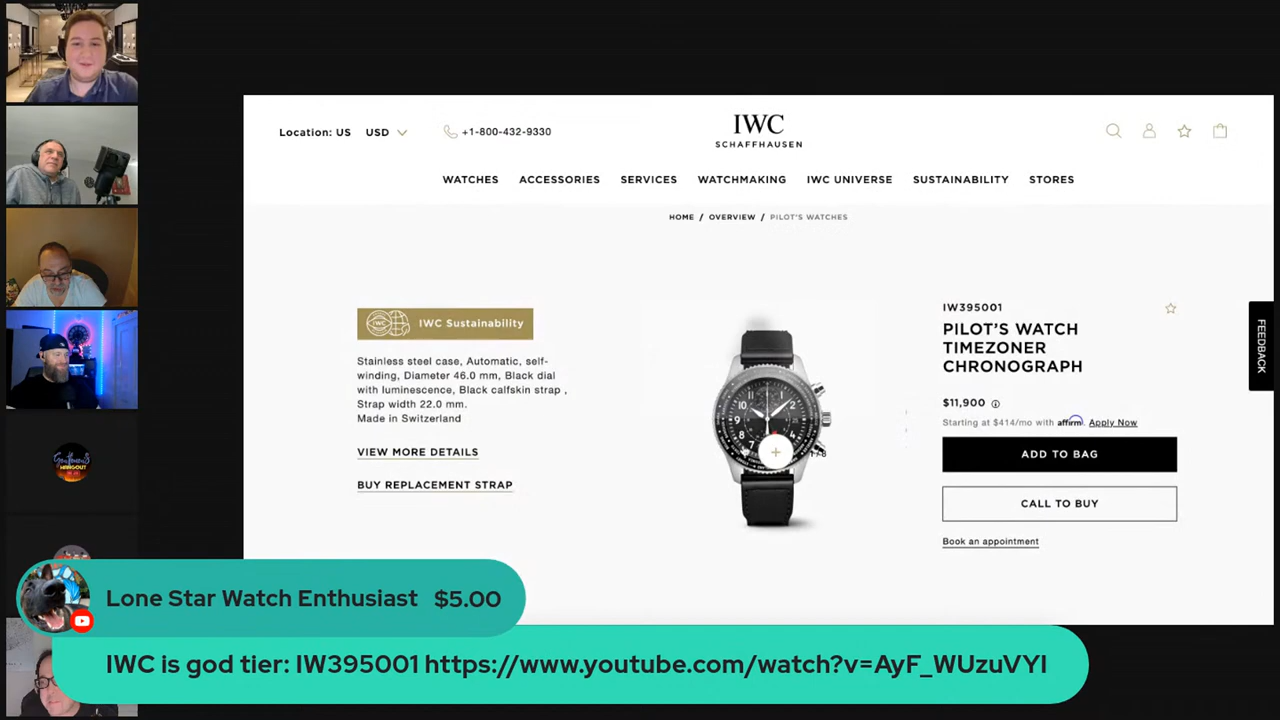 Location: US USD
+1-800-432-9330
IWC
SCHAFFHAUSEN
WATCHES ACCESSORIES SERVICES WATCHMAKING IWC UNIVERSE SUSTAINABILITY STORES
HOME / OVERVIEW / PILOT'S WATCHES
IWC Sustainability
Stainless steel case, Automatic, self-
winding, Diameter 46.0 mm, Black dial
with luminescence, Black calfskin strap ,
Strap width 22.0 mm.
Made in Switzerland
VIEW MORE DETAILS
BUY REPLACEMENT STRAP
IW395001
PILOT'S WATCH
TIMEZONER
CHRONOGRAPH
$11,900
Starting at $414/mo with affirm. Apply Now
ADD TO BAG
CALL TO BUY
Book an appointment
FEEDBACK
Lone Star Watch Enthusiast $5.00
IWC is god tier: IW395001 https://www.youtube.com/watch?v=AyF_WUzuVYI